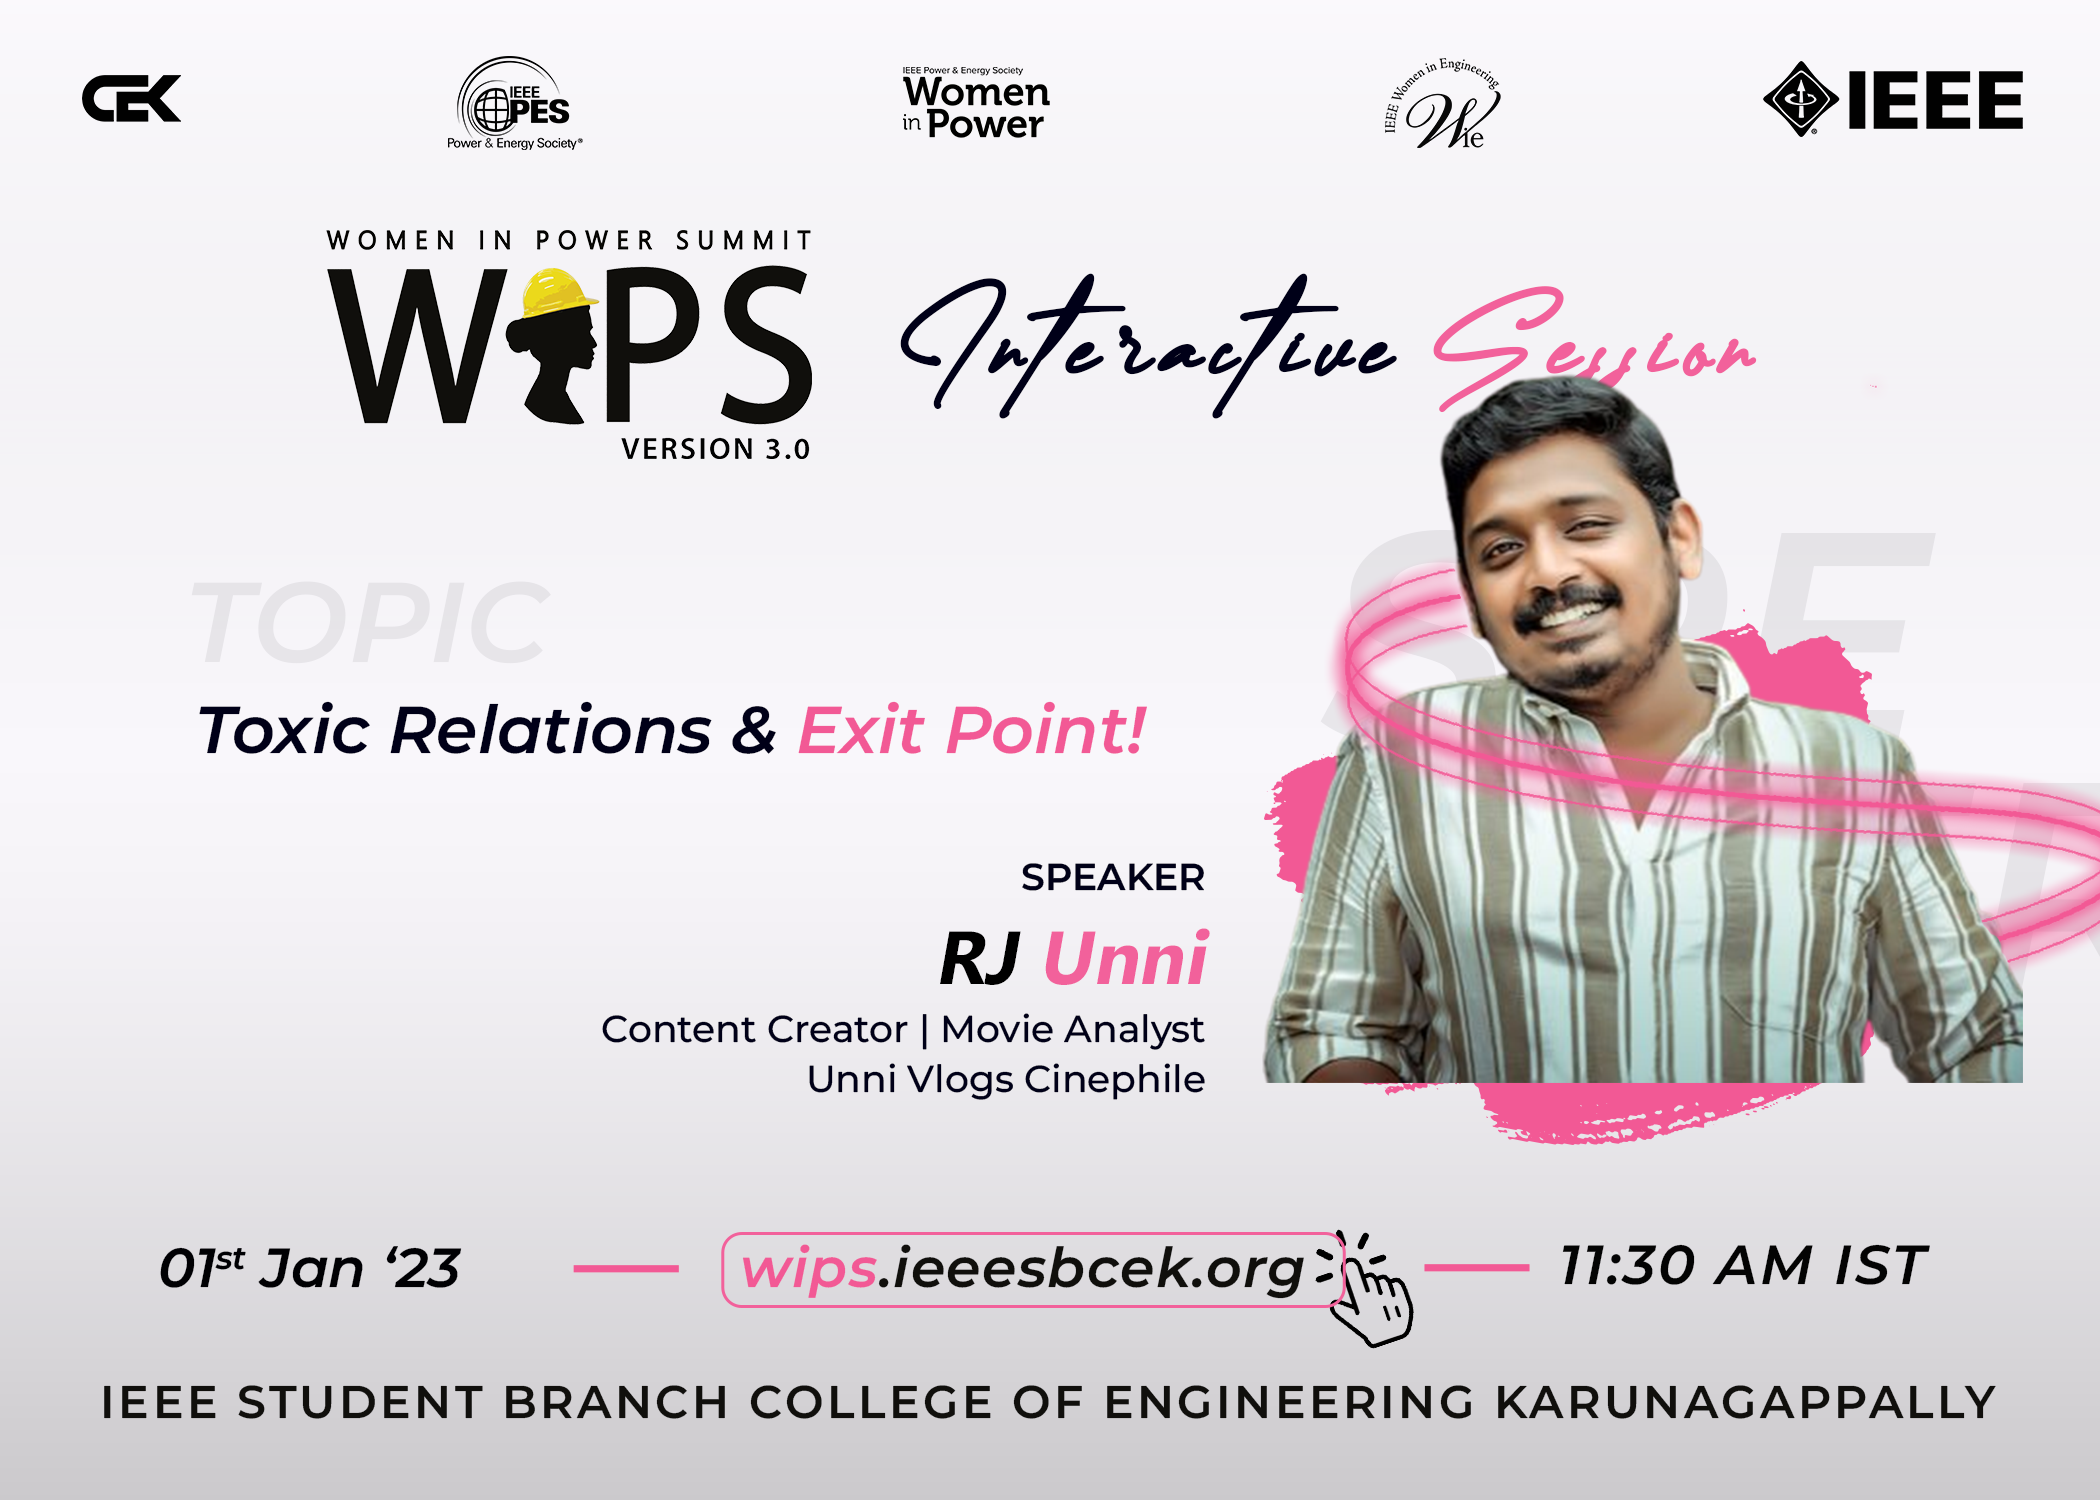 CEK
IEEE
PES
Power & Energy Society®
IEEE Power & Energy Society
Women
in Power
IEEE Women in Engineering
Wie
IEEE
WOMEN IN POWER SUMMIT
WIPS
VERSION 3.0
Interactive Session
TOPIC
Toxic Relations & Exit Point!
SPEAKER
RJ Unni
Content Creator | Movie Analyst
Unni Vlogs Cinephile
01st Jan ‘23
wips.ieeesbcek.org
11:30 AM IST
IEEE STUDENT BRANCH COLLEGE OF ENGINEERING KARUNAGAPPALLY